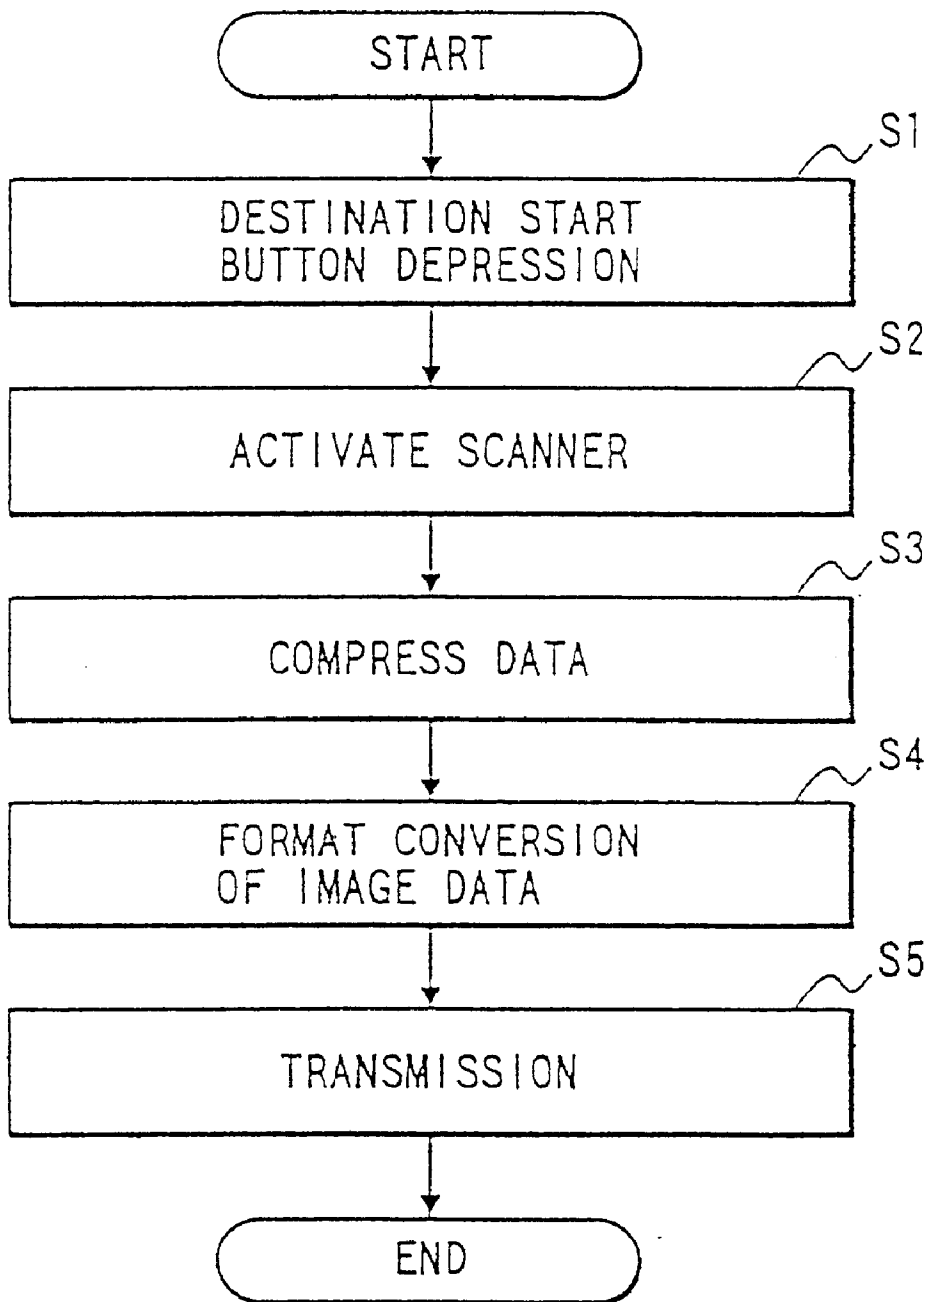 START
S1
DESTINATION START
BUTTON DEPRESSION
S2
ACTIVATE SCANNER
S3
COMPRESS DATA
S4
FORMAT CONVERSION
OF IMAGE DATA
S5
TRANSMISSION
END